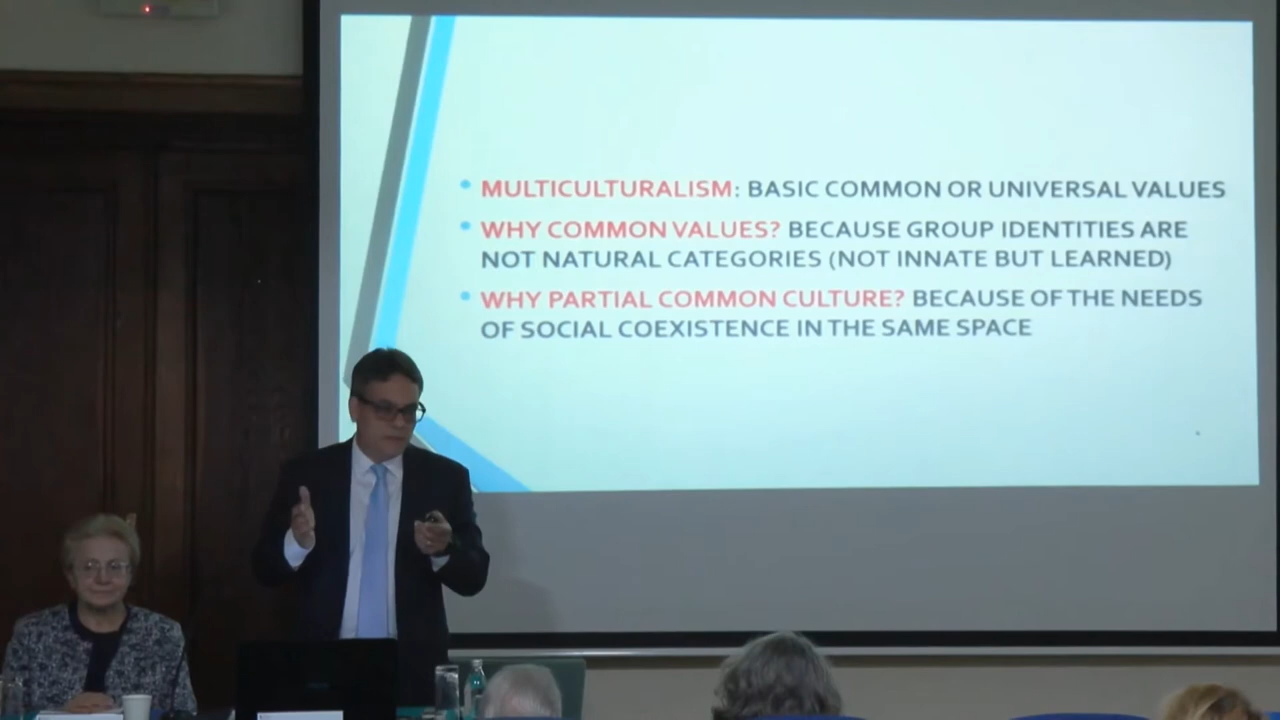 MULTICULTURALISM: BASIC COMMON OR UNIVERSAL VALUES
WHY COMMON VALUES? BECAUSE GROUP IDENTITIES ARE
NOT NATURAL CATEGORIES (NOT INNATE BUT LEARNED)
WHY PARTIAL COMMON CULTURE? BECAUSE OF THE NEEDS
OF SOCIAL COEXISTENCE IN THE SAME SPACE